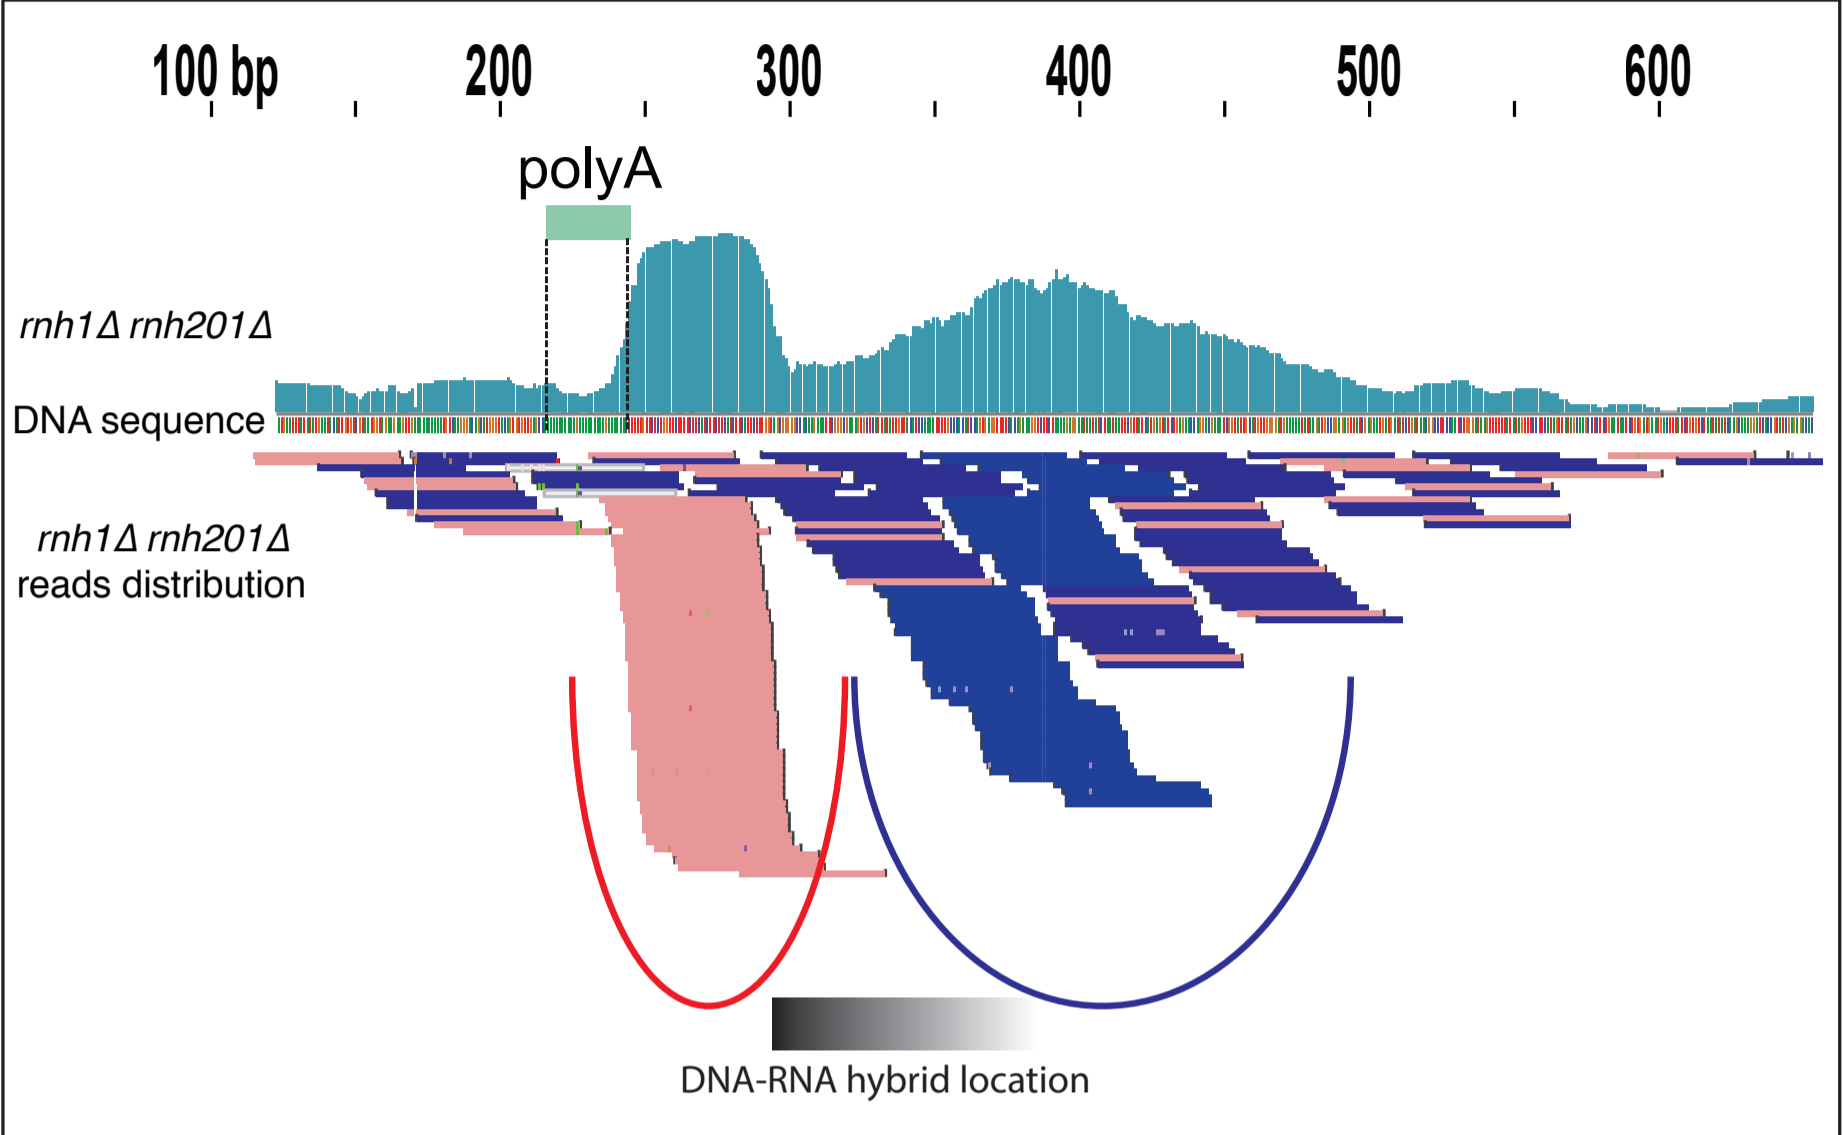 100 bp 200 300 400 500 600
polyA
rnh1Δ rnh201Δ
DNA sequence
rnh1Δ rnh201Δ
reads distribution
DNA-RNA hybrid location